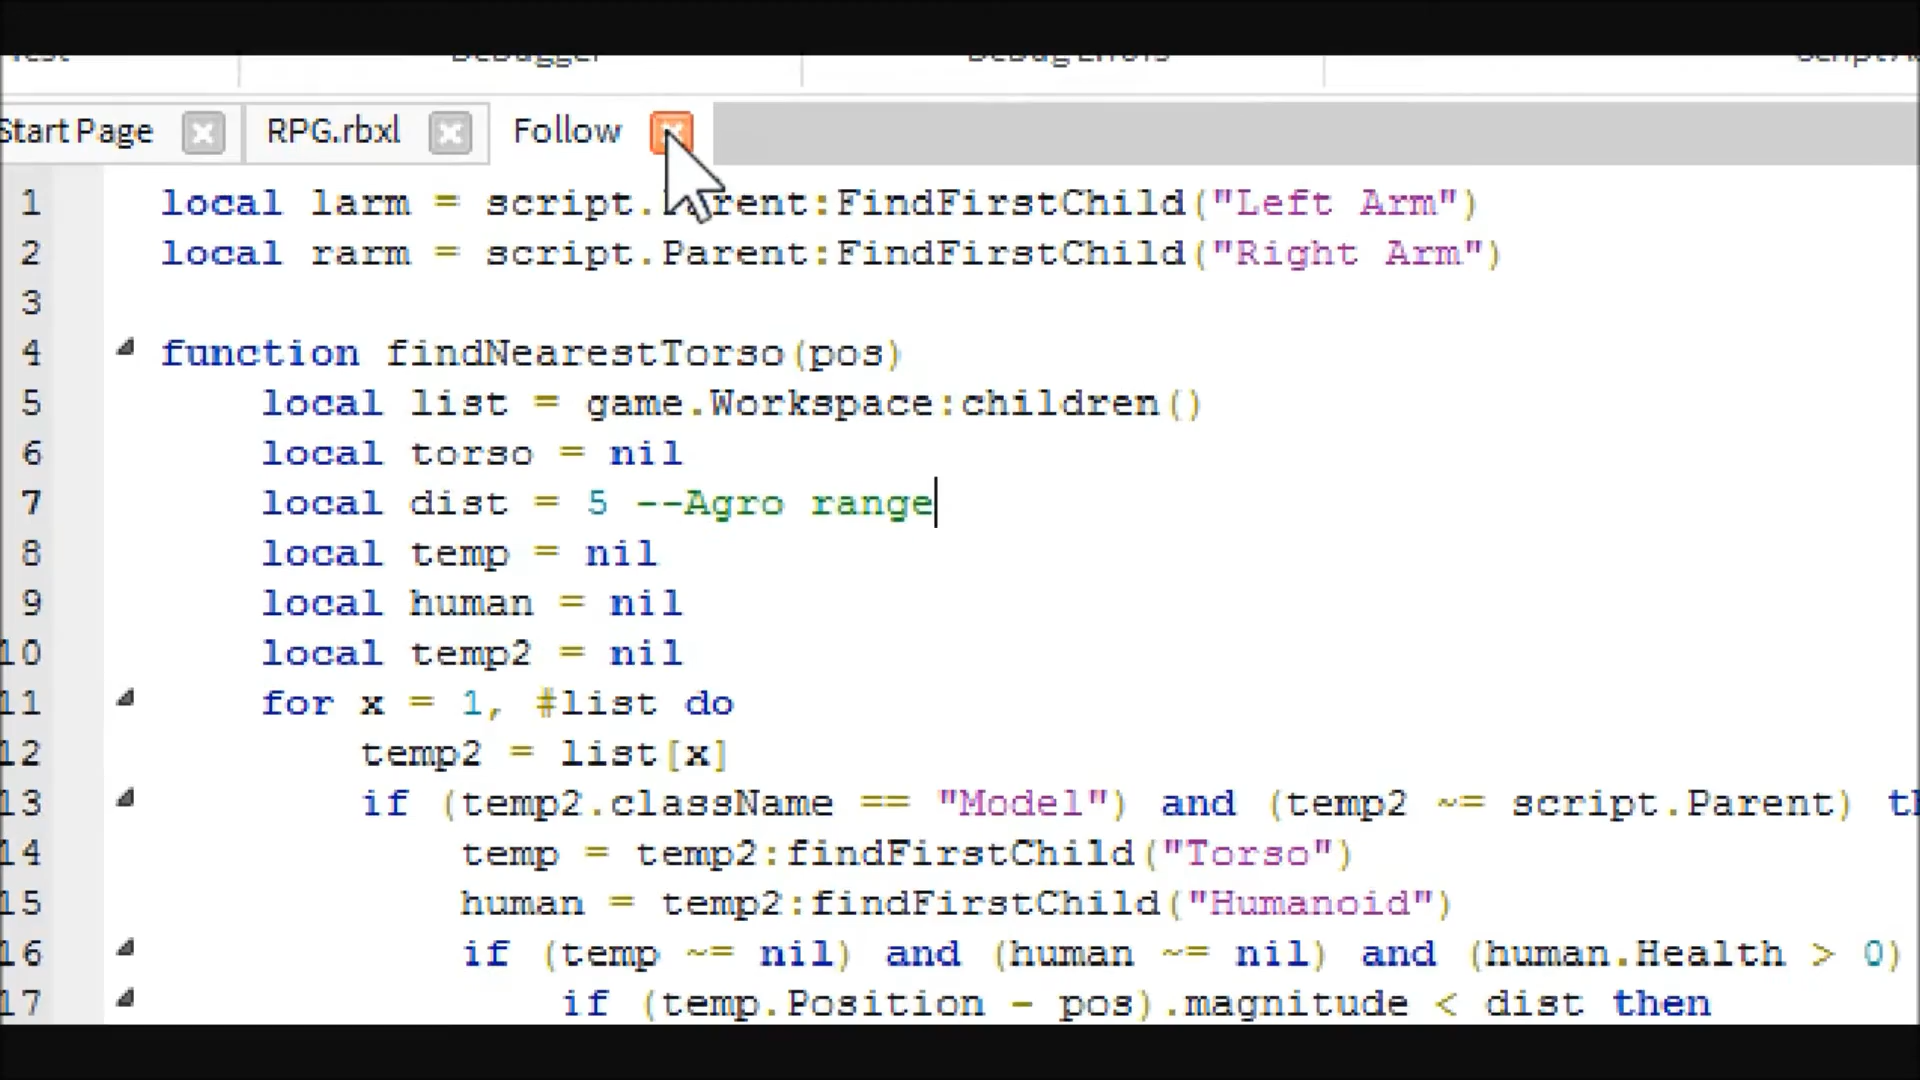 Start Page RPG.rbxl Follow
1 local larm = script.Parent:FindFirstChild("Left Arm")
2 local rarm = script.Parent:FindFirstChild("Right Arm")
3
4 function findNearestTorso(pos)
5 local list = game.Workspace:children()
6 local torso = nil
7 local dist = 5 --Agro range
8 local temp = nil
9 local human = nil
10 local temp2 = nil
11 for x = 1, #list do
12 temp2 = list[x]
13 if (temp2.className == "Model") and (temp2 ~= script.Parent) th
14 temp = temp2:findFirstChild("Torso")
15 human = temp2:findFirstChild("Humanoid")
16 if (temp ~= nil) and (human ~= nil) and (human.Health > 0)
17 if (temp.Position - pos).magnitude < dist then